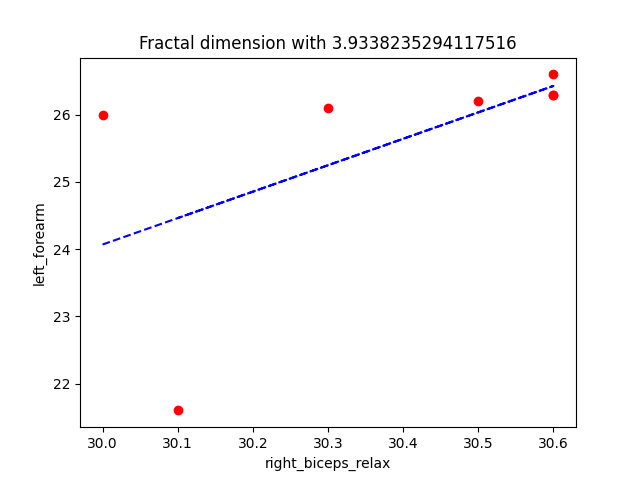 Fractal dimension with 3.9338235294117516
26
25
24
23
22
left_forearm
30.0 30.1 30.2 30.3 30.4 30.5 30.6
right_biceps_relax